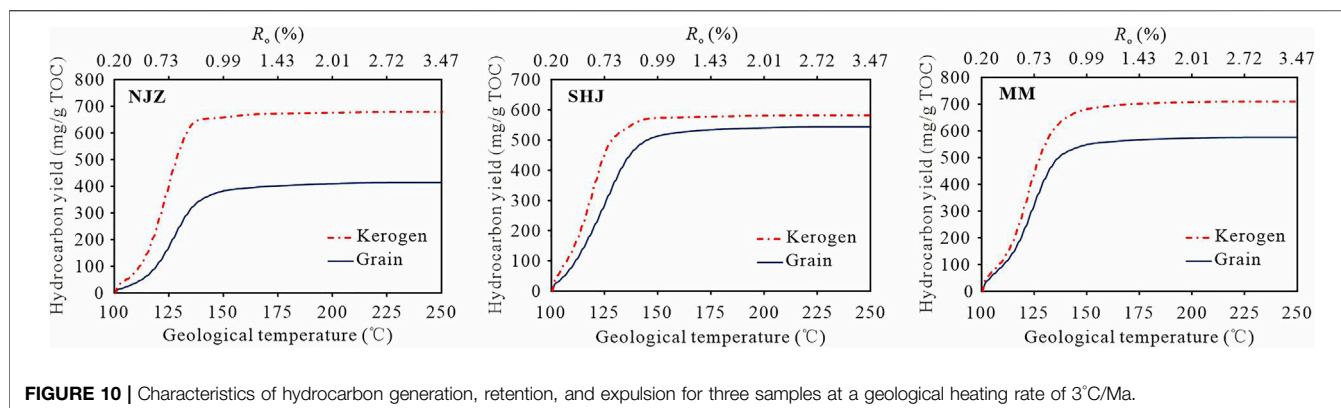 Rₒ (%)
0.20 0.73 0.99 1.43 2.01 2.72 3.47
Hydrocarbon yield (mg/g TOC)
800
700
600
500
400
300
200
100
0
NJZ
Kerogen
Grain
100 125 150 175 200 225 250
Geological temperature (℃)
Rₒ (%)
0.20 0.73 0.99 1.43 2.01 2.72 3.47
Hydrocarbon yield (mg/g TOC)
700
600
500
400
300
200
100
0
SHJ
Kerogen
Grain
100 125 150 175 200 225 250
Geological temperature (℃)
Rₒ (%)
0.20 0.73 0.99 1.43 2.01 2.72 3.47
Hydrocarbon yield (mg/g TOC)
800
700
600
500
400
300
200
100
0
MM
Kerogen
Grain
100 125 150 175 200 225 250
Geological temperature (℃)
FIGURE 10 | Characteristics of hydrocarbon generation, retention, and expulsion for three samples at a geological heating rate of 3°C/Ma.